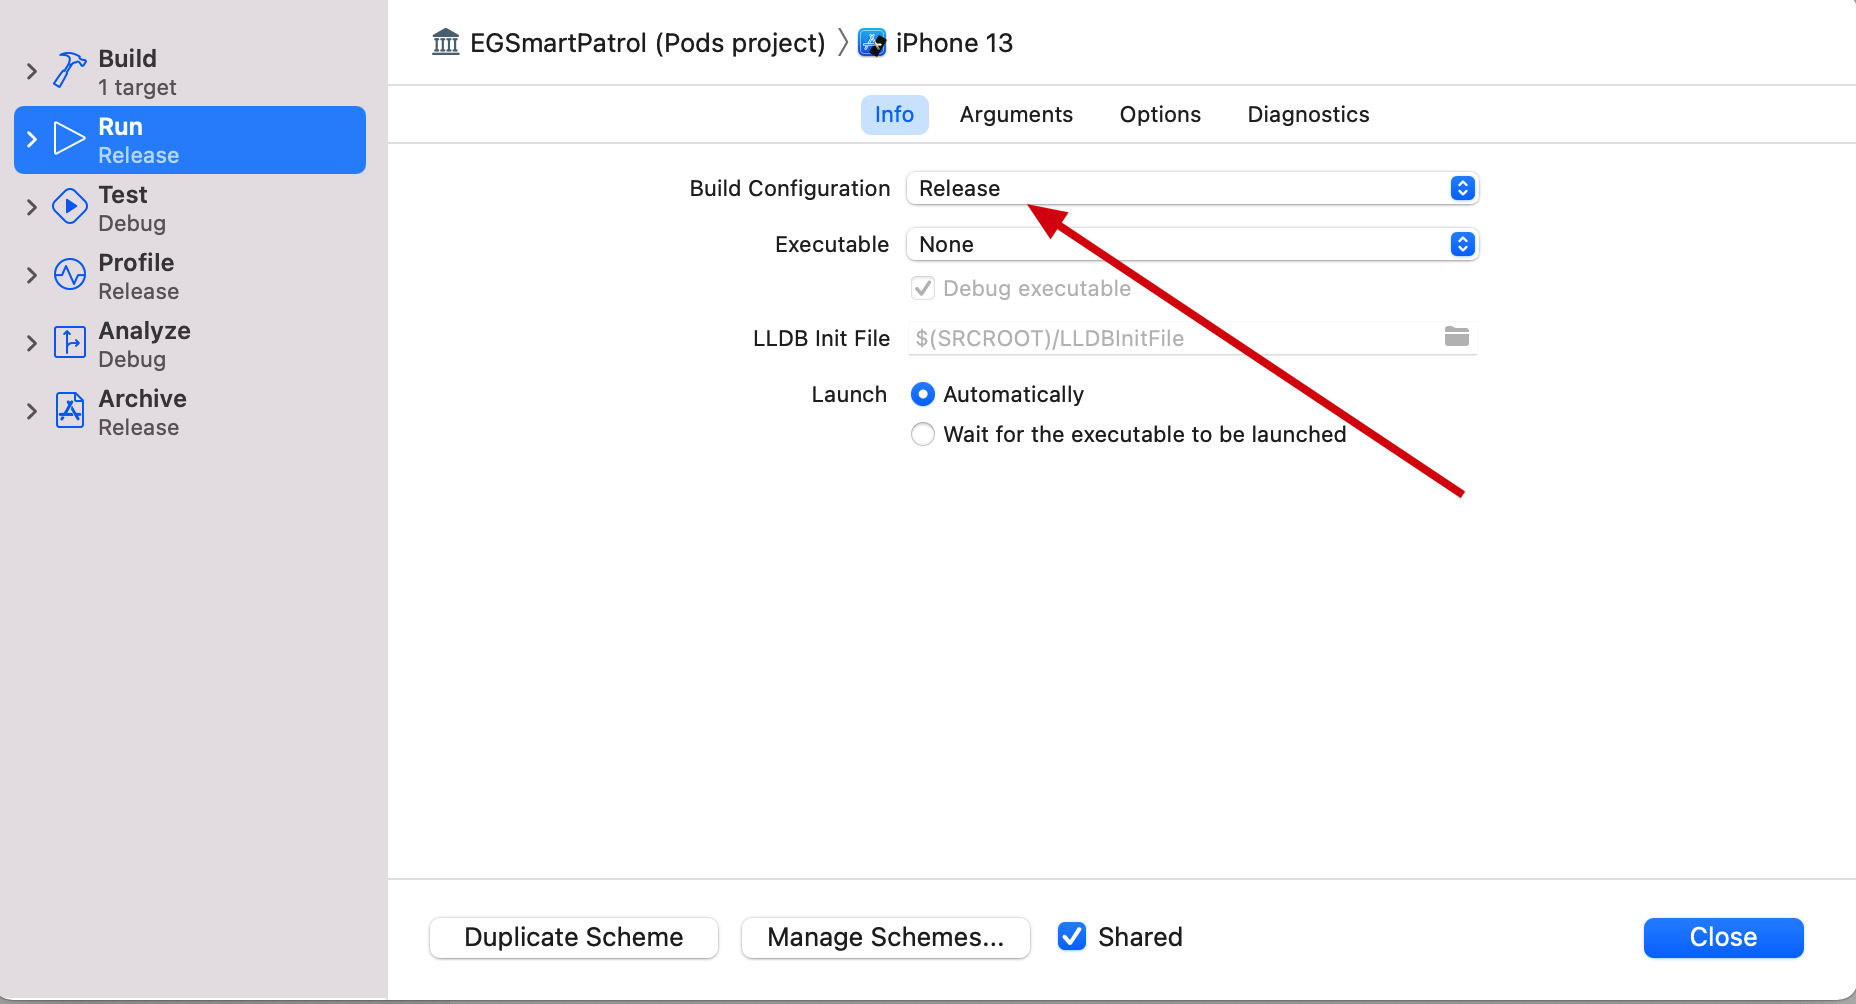 Build
1 target
Run
Release
Test
Debug
Profile
Release
Analyze
Debug
Archive
Release
EGSmartPatrol (Pods project) 〉 iPhone 13
Info Arguments Options Diagnostics
Build Configuration Release
Executable None
Debug executable
LLDB Init File $(SRCROOT)/LLDBInitFile
Launch Automatically
Wait for the executable to be launched
Duplicate Scheme Manage Schemes... Shared Close